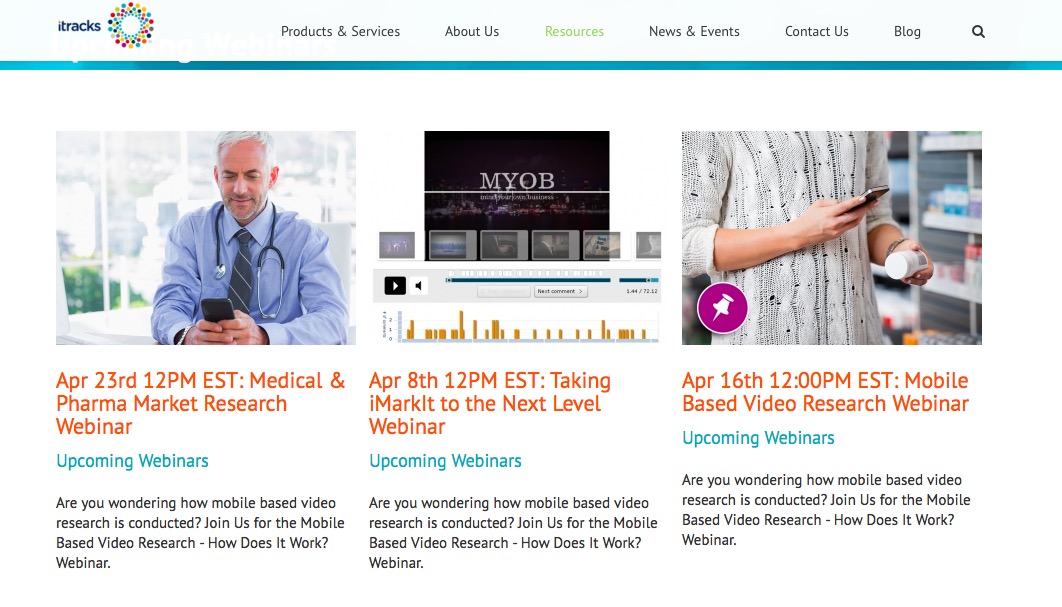 itracks
Products & Services
About Us
Resources
News & Events
Contact Us
Blog
Upcoming Webinars
MYOB
mind your own business
Next comment >
1.44 / 72.12
2
1
0
Apr 23rd 12PM EST: Medical &
Pharma Market Research
Webinar
Upcoming Webinars
Are you wondering how mobile based video
research is conducted? Join Us for the Mobile
Based Video Research - How Does It Work?
Webinar.
Apr 8th 12PM EST: Taking
iMarkIt to the Next Level
Webinar
Upcoming Webinars
Are you wondering how mobile based video
research is conducted? Join Us for the Mobile
Based Video Research - How Does It Work?
Webinar.
Apr 16th 12:00PM EST: Mobile
Based Video Research Webinar
Upcoming Webinars
Are you wondering how mobile based video
research is conducted? Join Us for the Mobile
Based Video Research - How Does It Work?
Webinar.